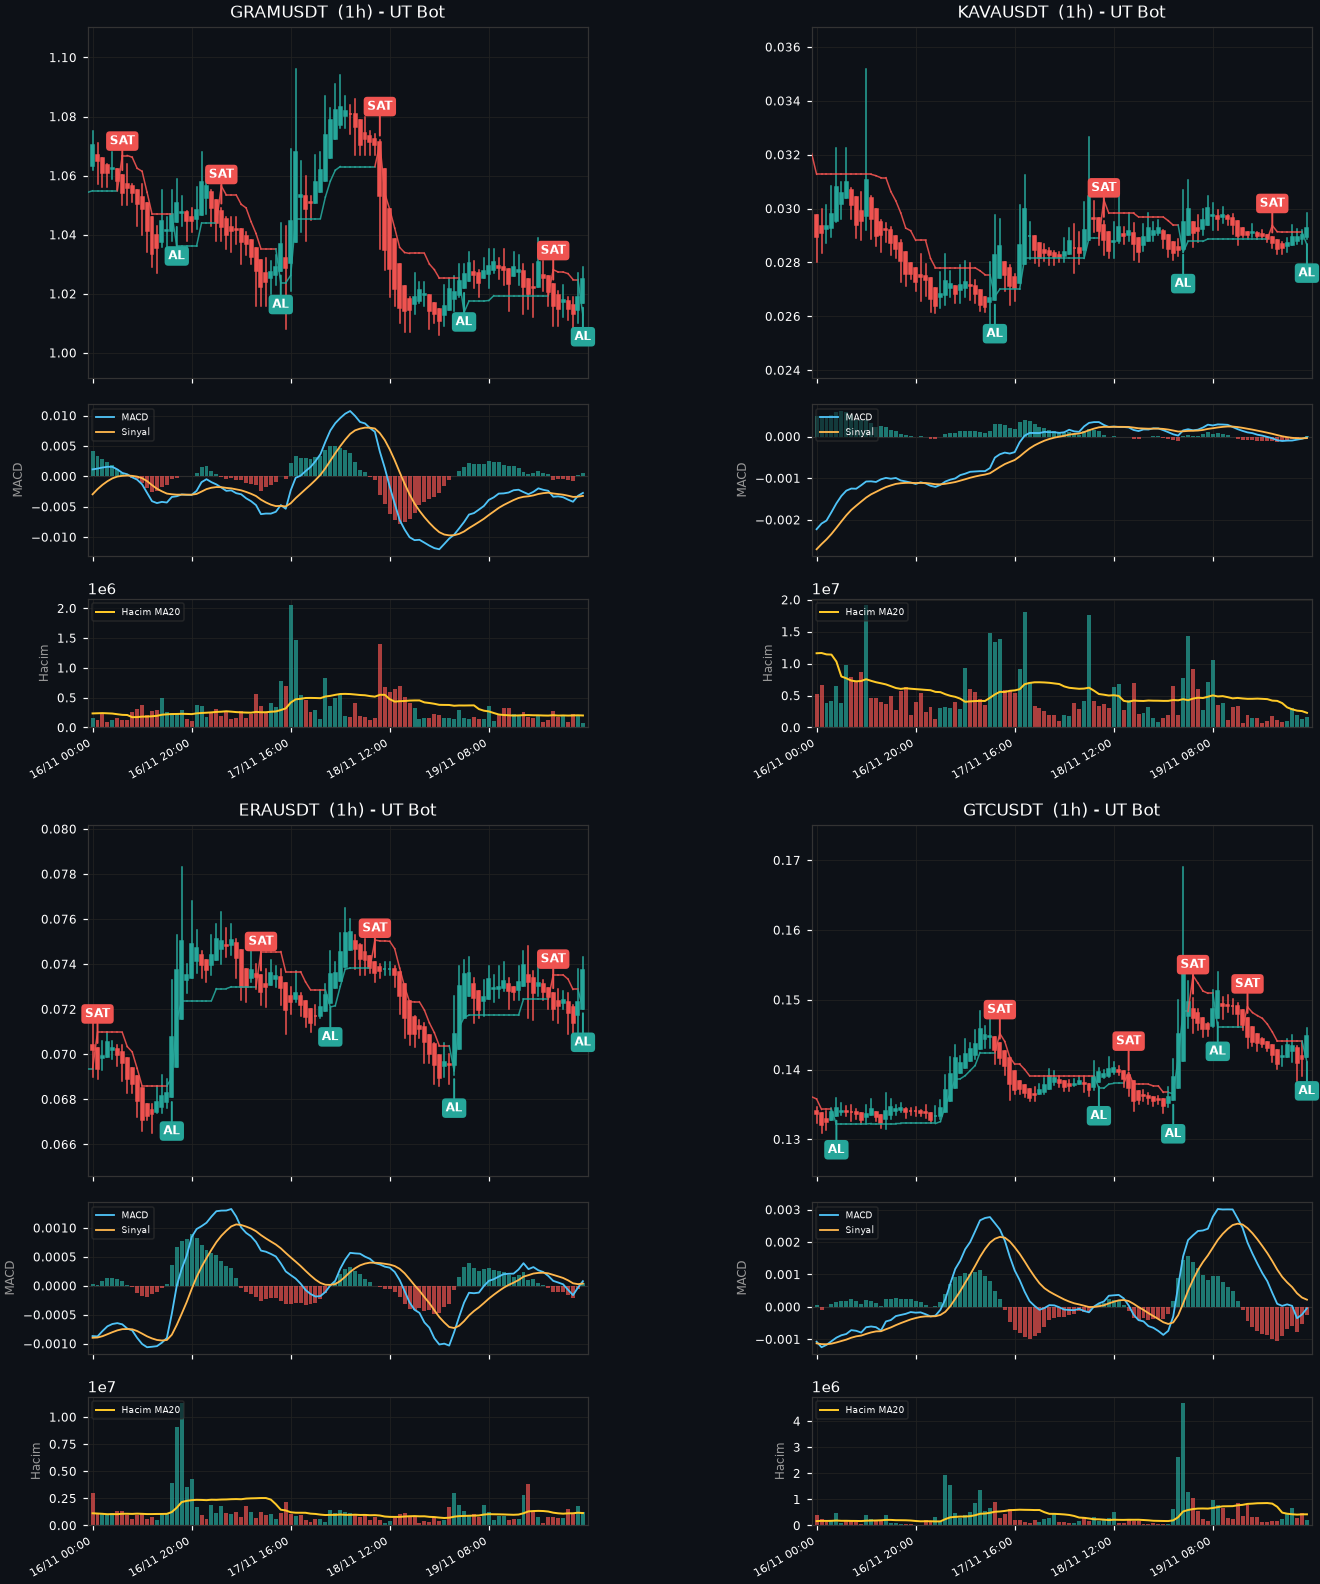 GRAMUSDT  (1h) - UT Bot
1.10
1.08
1.06
1.04
1.02
1.00
SAT
SAT
SAT
SAT
AL
AL
AL
AL
MACD
Sinyal
0.010
0.005
0.000
−0.005
−0.010
MACD
1e6
Hacim MA20
2.0
1.5
1.0
0.5
0.0
Hacim
16/11 00:00
16/11 20:00
17/11 16:00
18/11 12:00
19/11 08:00
KAVAUSDT  (1h) - UT Bot
0.036
0.034
0.032
0.030
0.028
0.026
0.024
SAT
SAT
AL
AL
AL
MACD
Sinyal
0.000
−0.001
−0.002
MACD
1e7
Hacim MA20
2.0
1.5
1.0
0.5
0.0
Hacim
16/11 00:00
16/11 20:00
17/11 16:00
18/11 12:00
19/11 08:00
ERAUSDT  (1h) - UT Bot
0.080
0.078
0.076
0.074
0.072
0.070
0.068
0.066
SAT
SAT
SAT
SAT
AL
AL
AL
AL
MACD
Sinyal
0.0010
0.0005
0.0000
−0.0005
−0.0010
MACD
1e7
Hacim MA20
1.00
0.75
0.50
0.25
0.00
Hacim
16/11 00:00
16/11 20:00
17/11 16:00
18/11 12:00
19/11 08:00
GTCUSDT  (1h) - UT Bot
0.17
0.16
0.15
0.14
0.13
SAT
SAT
SAT
SAT
AL
AL
AL
AL
AL
MACD
Sinyal
0.003
0.002
0.001
0.000
−0.001
MACD
1e6
Hacim MA20
4
3
2
1
0
Hacim
16/11 00:00
16/11 20:00
17/11 16:00
18/11 12:00
19/11 08:00